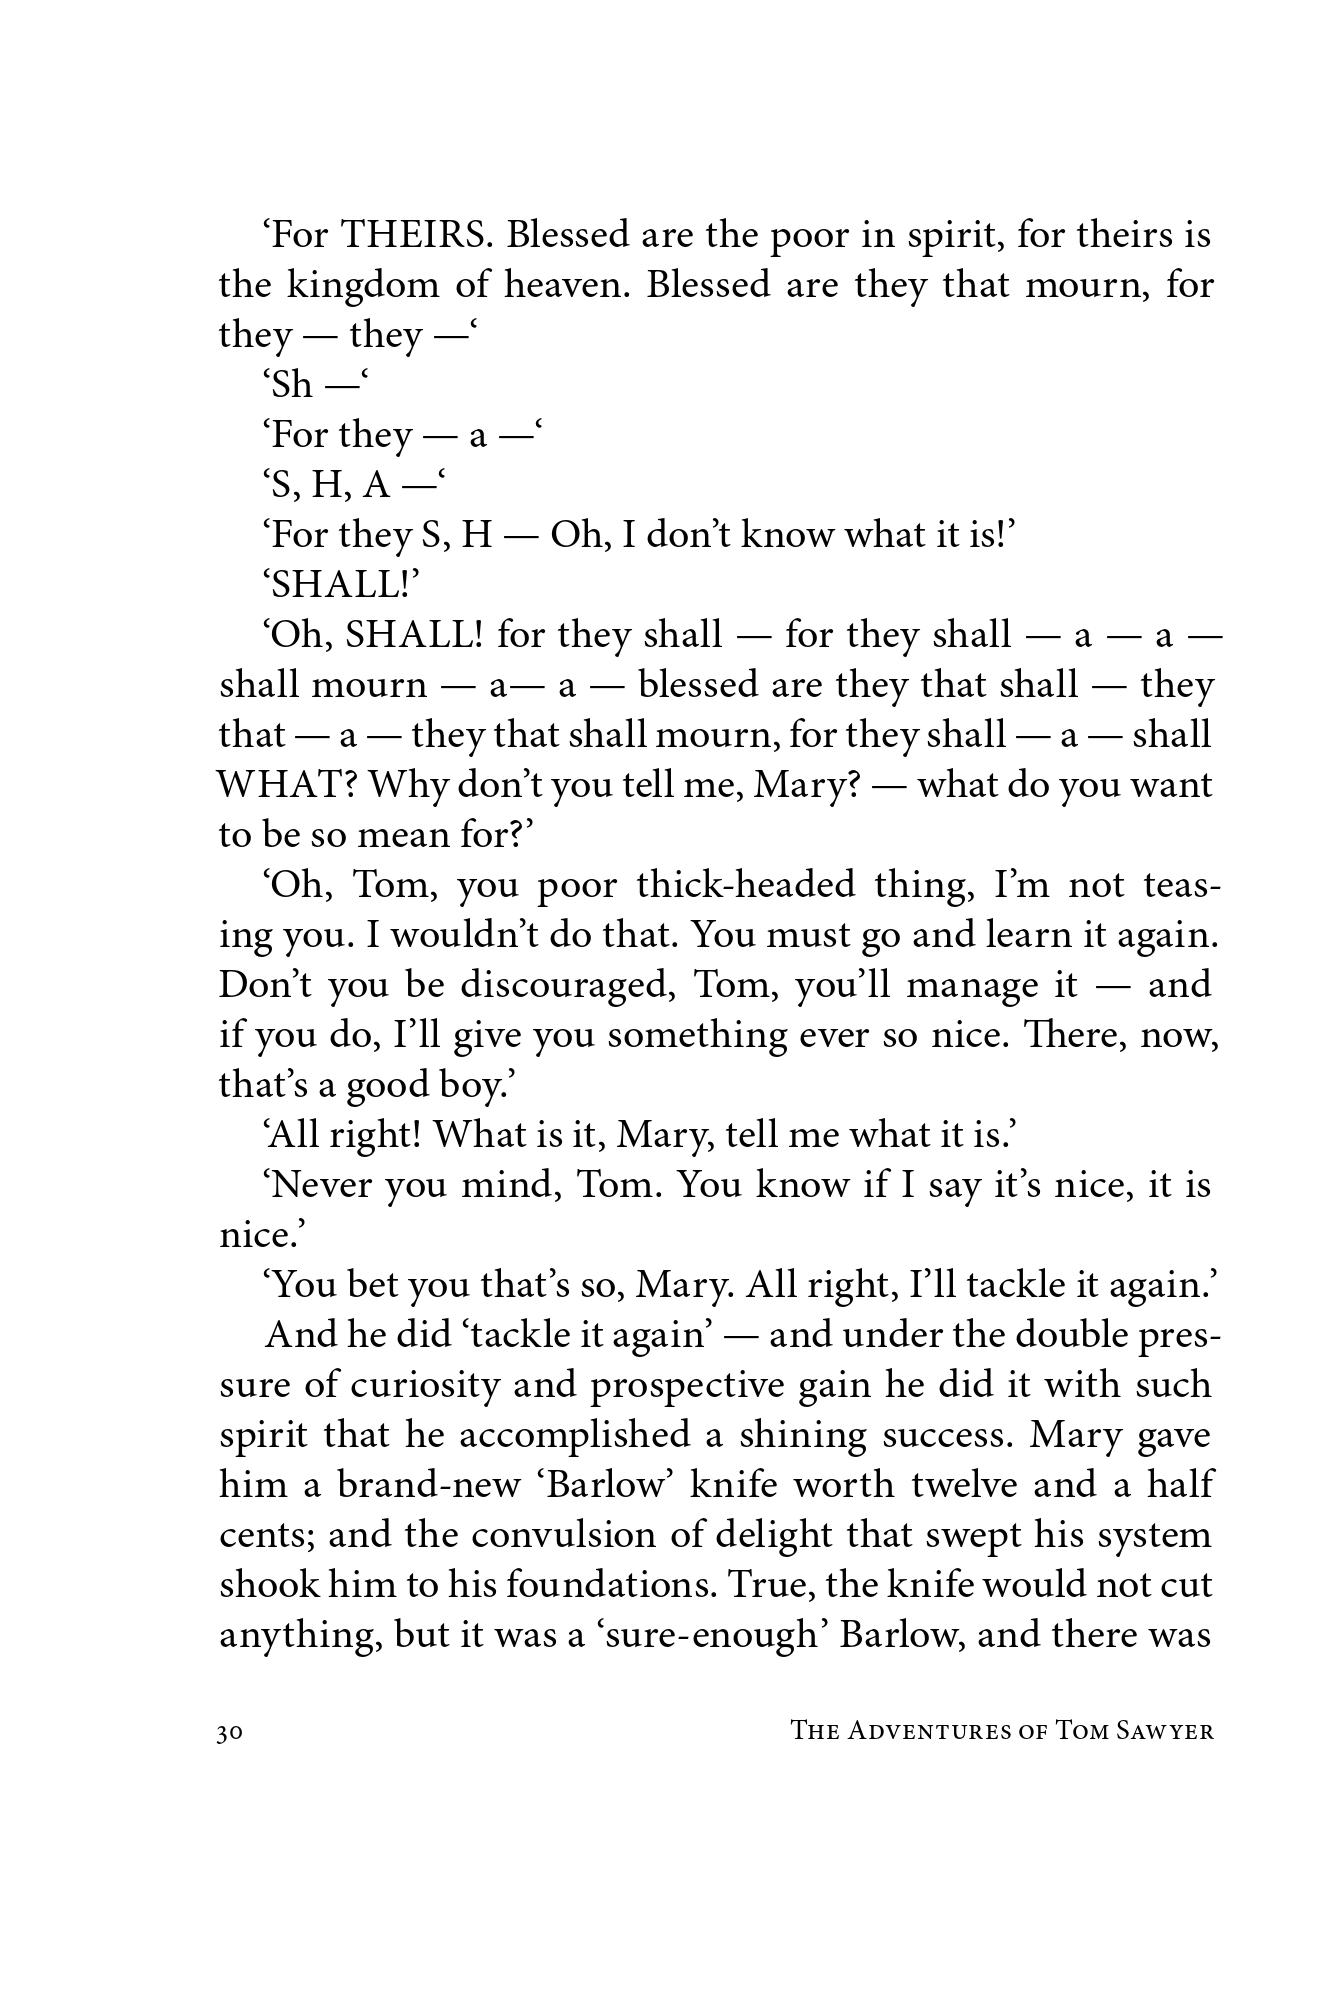 ‘For THEIRS. Blessed are the poor in spirit, for theirs is
the kingdom of heaven. Blessed are they that mourn, for
they — they —‘
‘Sh —‘
‘For they — a —‘
‘S, H, A —‘
‘For they S, H — Oh, I don’t know what it is!’
‘SHALL!’
‘Oh, SHALL! for they shall — for they shall — a — a —
shall mourn — a— a — blessed are they that shall — they
that — a — they that shall mourn, for they shall — a — shall
WHAT? Why don’t you tell me, Mary? — what do you want
to be so mean for?’
‘Oh, Tom, you poor thick-headed thing, I’m not teas-
ing you. I wouldn’t do that. You must go and learn it again.
Don’t you be discouraged, Tom, you’ll manage it — and
if you do, I’ll give you something ever so nice. There, now,
that’s a good boy.’
‘All right! What is it, Mary, tell me what it is.’
‘Never you mind, Tom. You know if I say it’s nice, it is
nice.’
‘You bet you that’s so, Mary. All right, I’ll tackle it again.’
And he did ‘tackle it again’ — and under the double pres-
sure of curiosity and prospective gain he did it with such
spirit that he accomplished a shining success. Mary gave
him a brand-new ‘Barlow’ knife worth twelve and a half
cents; and the convulsion of delight that swept his system
shook him to his foundations. True, the knife would not cut
anything, but it was a ‘sure-enough’ Barlow, and there was
30 The Adventures of Tom Sawyer